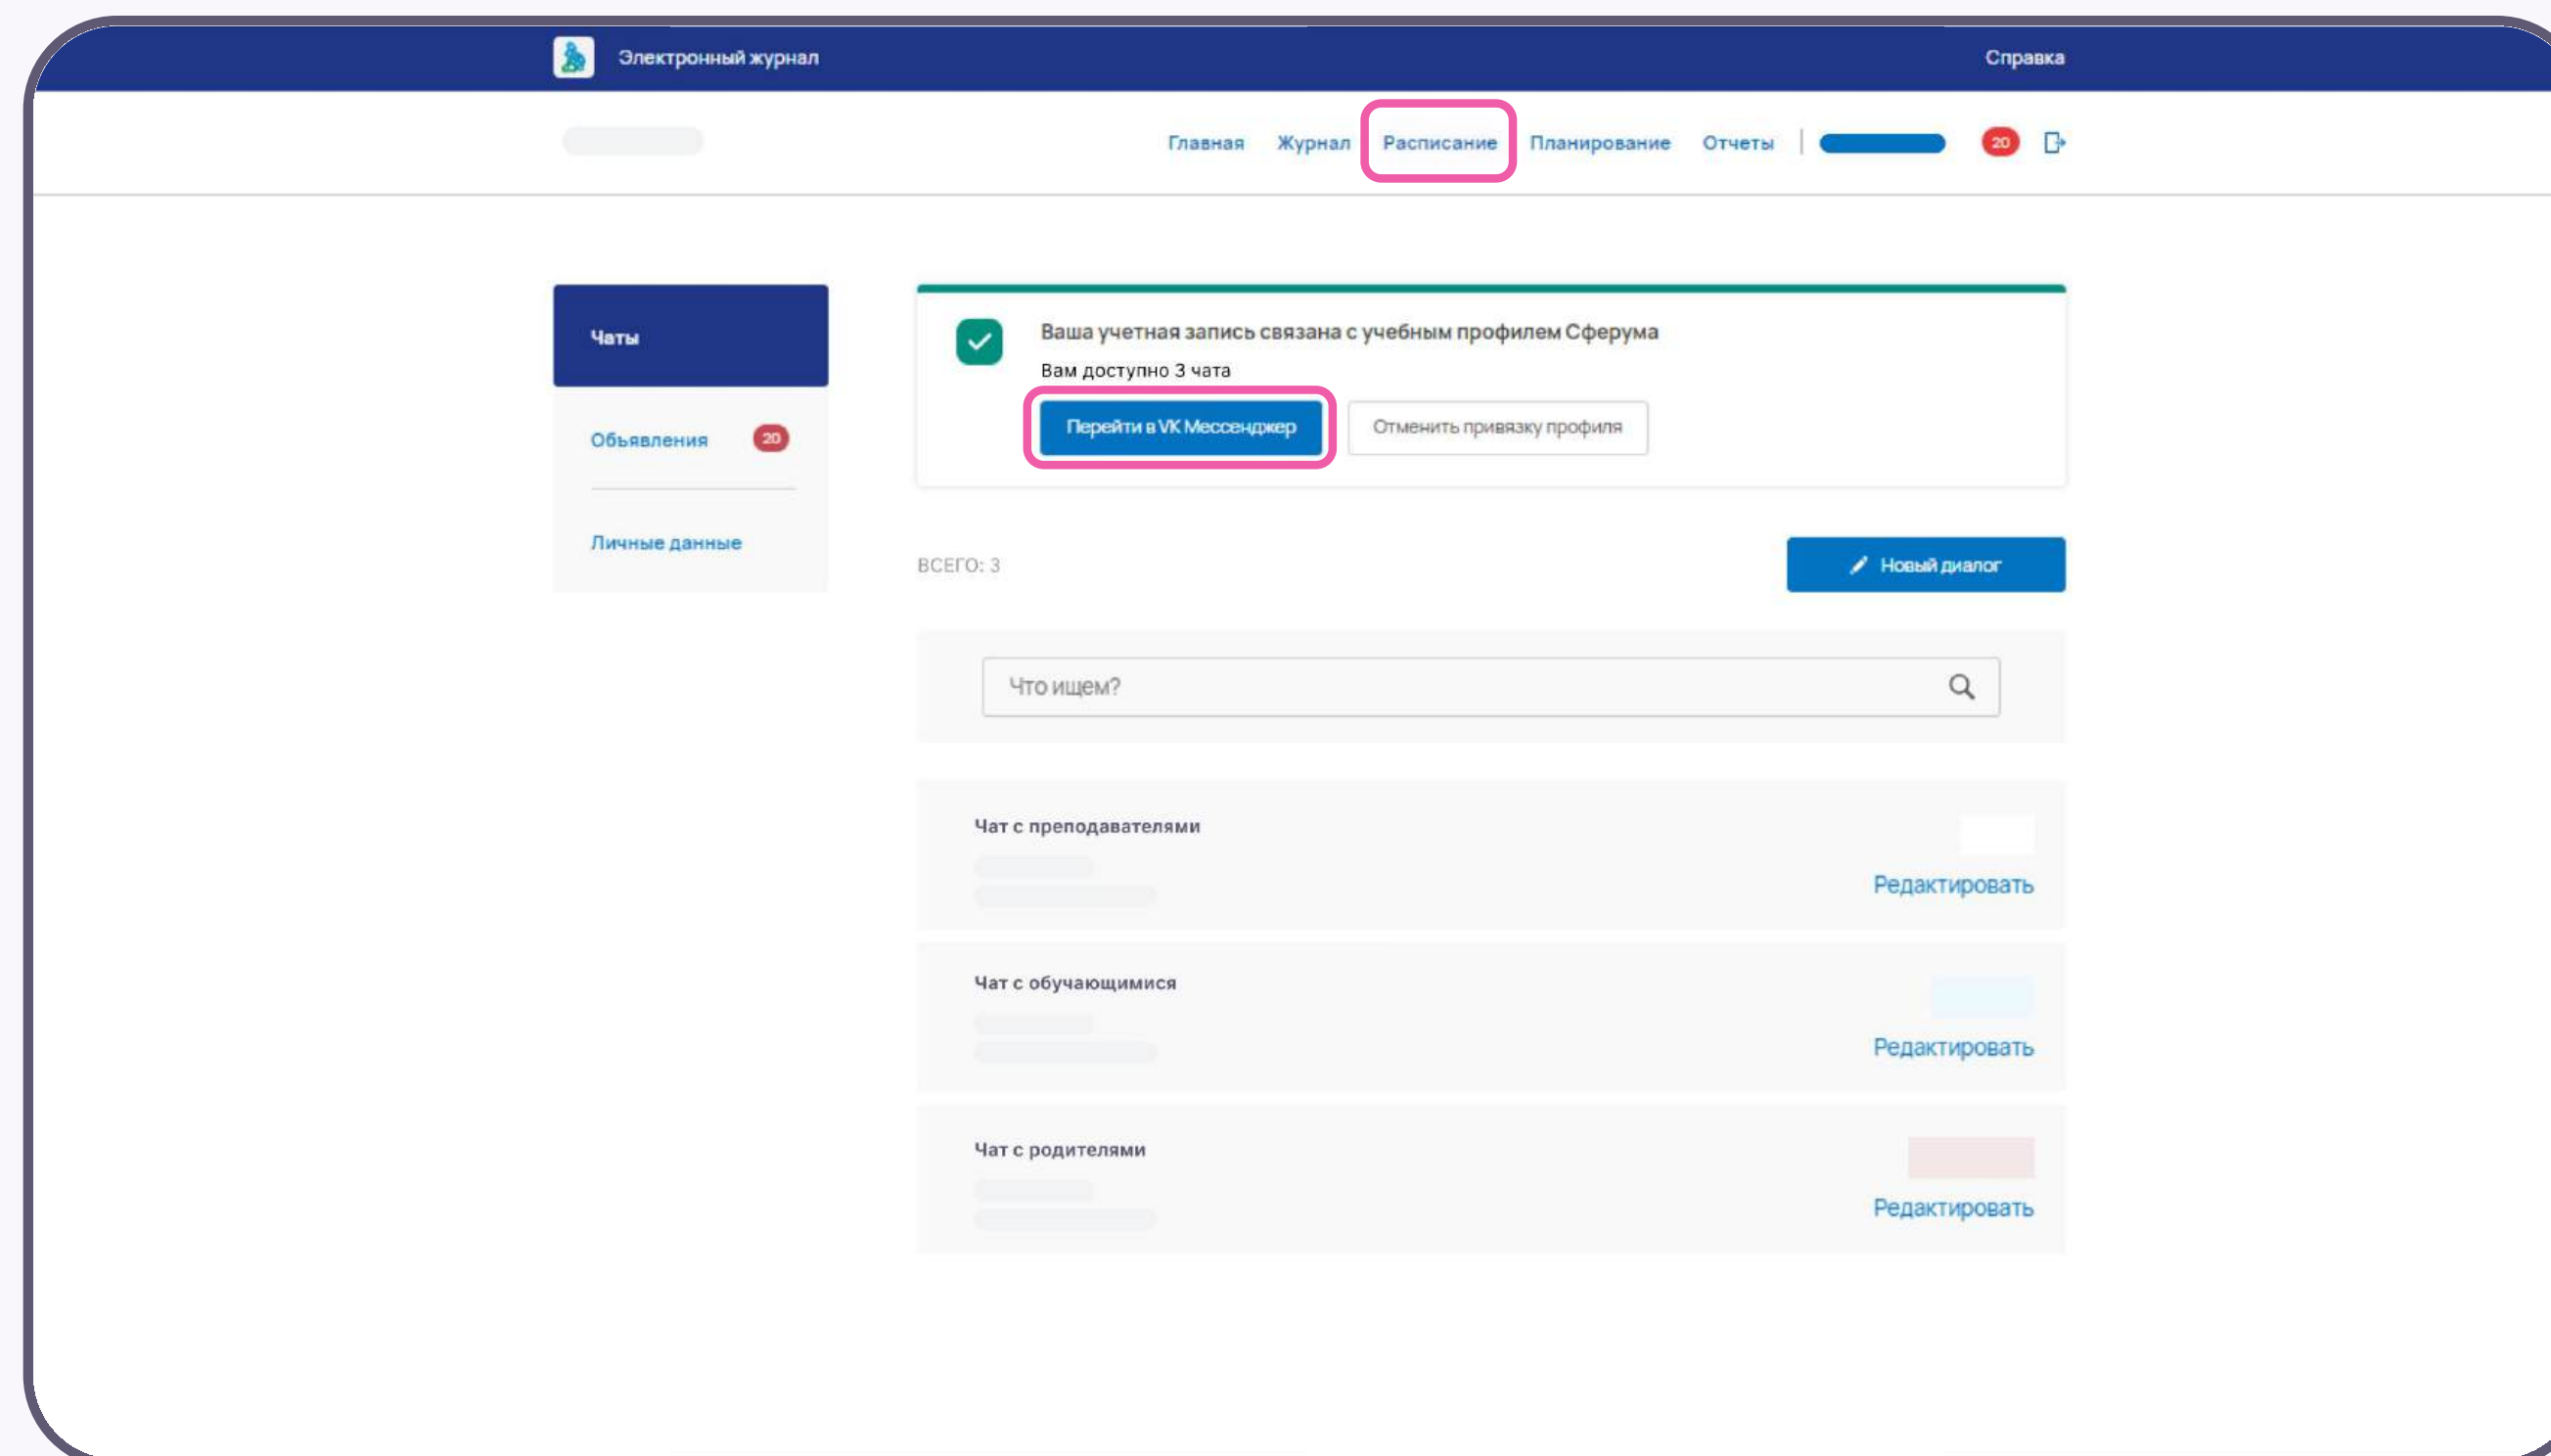 Электронный журнал
Справка
Главная Журнал Расписание Планирование Отчеты 20
Чаты
Объявления 20
Личные данные
Ваша учетная запись связана с учебным профилем Сферума
Вам доступно 3 чата
Перейти в VK Мессенджер
Отменить привязку профиля
ВСЕГО: 3
Новый диалог
Что ищем?
Чат с преподавателями
Редактировать
Чат с обучающимися
Редактировать
Чат с родителями
Редактировать